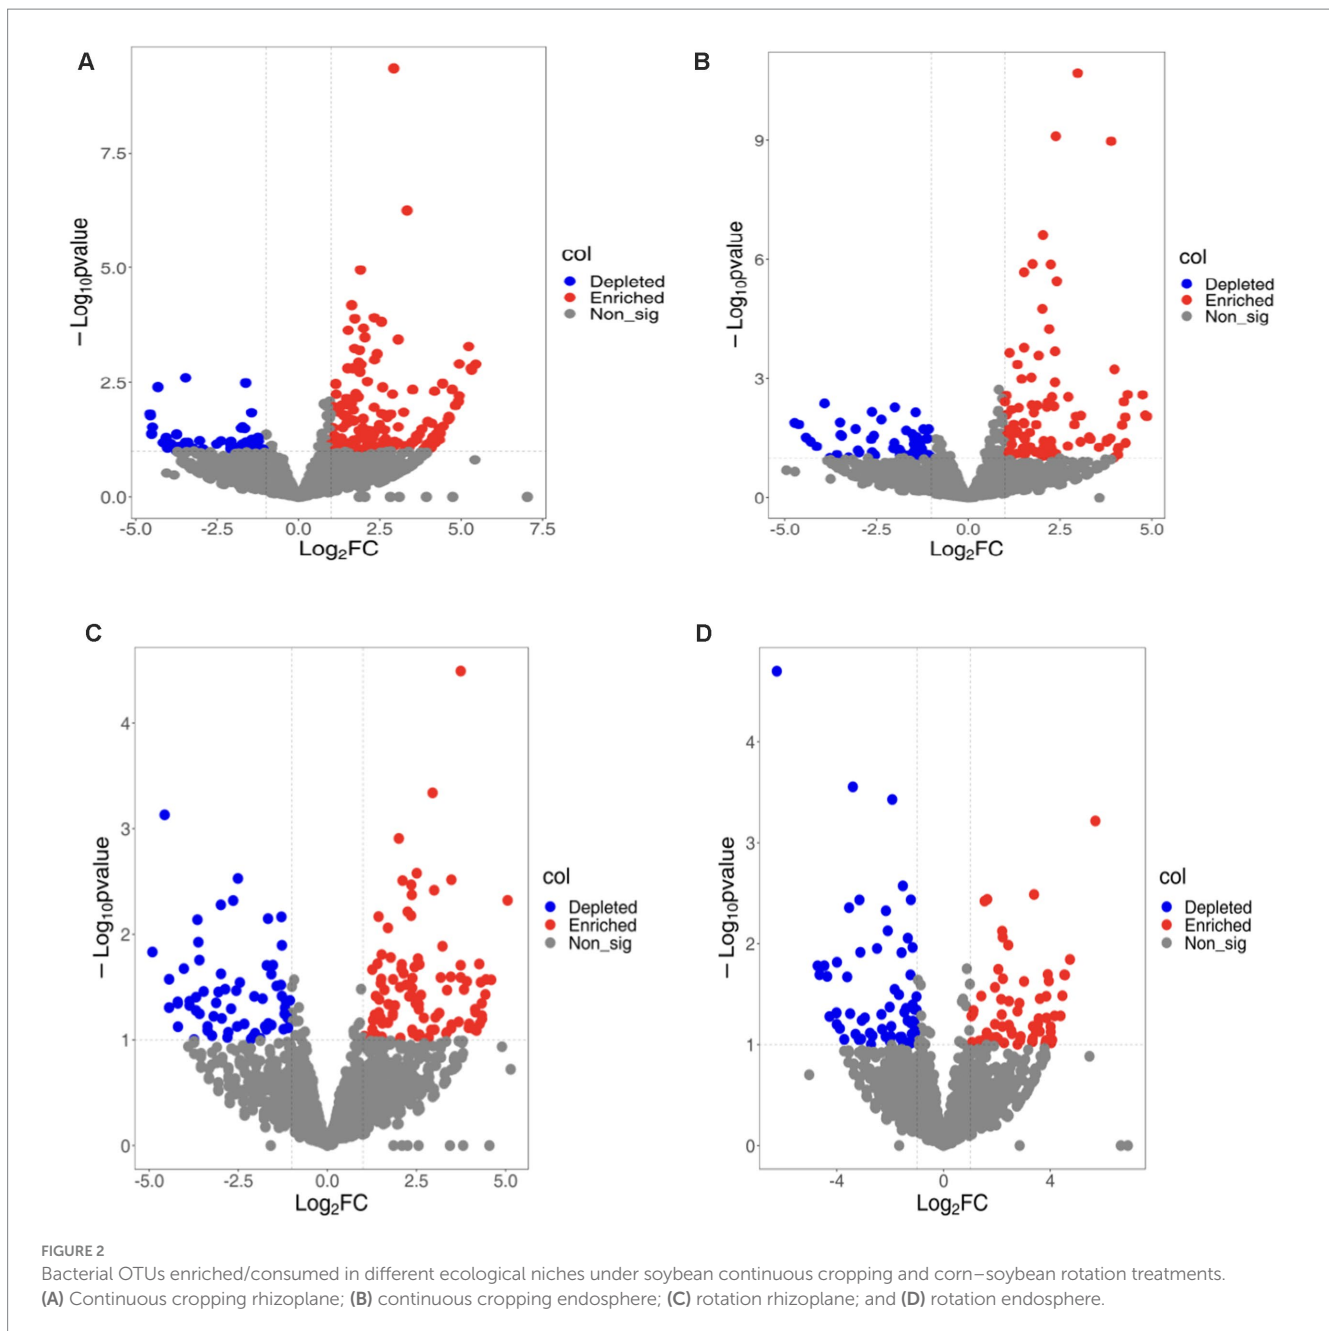 A
7.5
5.0
2.5
0.0
−Log₁₀pvalue
-5.0 -2.5 0.0 2.5 5.0 7.5
Log₂FC
col
Depleted
Enriched
Non_sig
B
9
6
3
0
−Log₁₀pvalue
-5.0 -2.5 0.0 2.5 5.0
Log₂FC
col
Depleted
Enriched
Non_sig
C
4
3
2
1
0
−Log₁₀pvalue
-5.0 -2.5 0.0 2.5 5.0
Log₂FC
col
Depleted
Enriched
Non_sig
D
4
3
2
1
0
−Log₁₀pvalue
-4 0 4
Log₂FC
col
Depleted
Enriched
Non_sig
FIGURE 2
Bacterial OTUs enriched/consumed in different ecological niches under soybean continuous cropping and corn–soybean rotation treatments.
(A) Continuous cropping rhizoplane; (B) continuous cropping endosphere; (C) rotation rhizoplane; and (D) rotation endosphere.